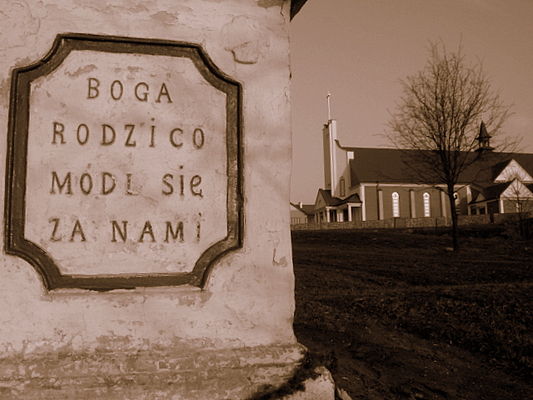 BOGA
RODZICO
MÓDL SIĘ
ZA NAMI